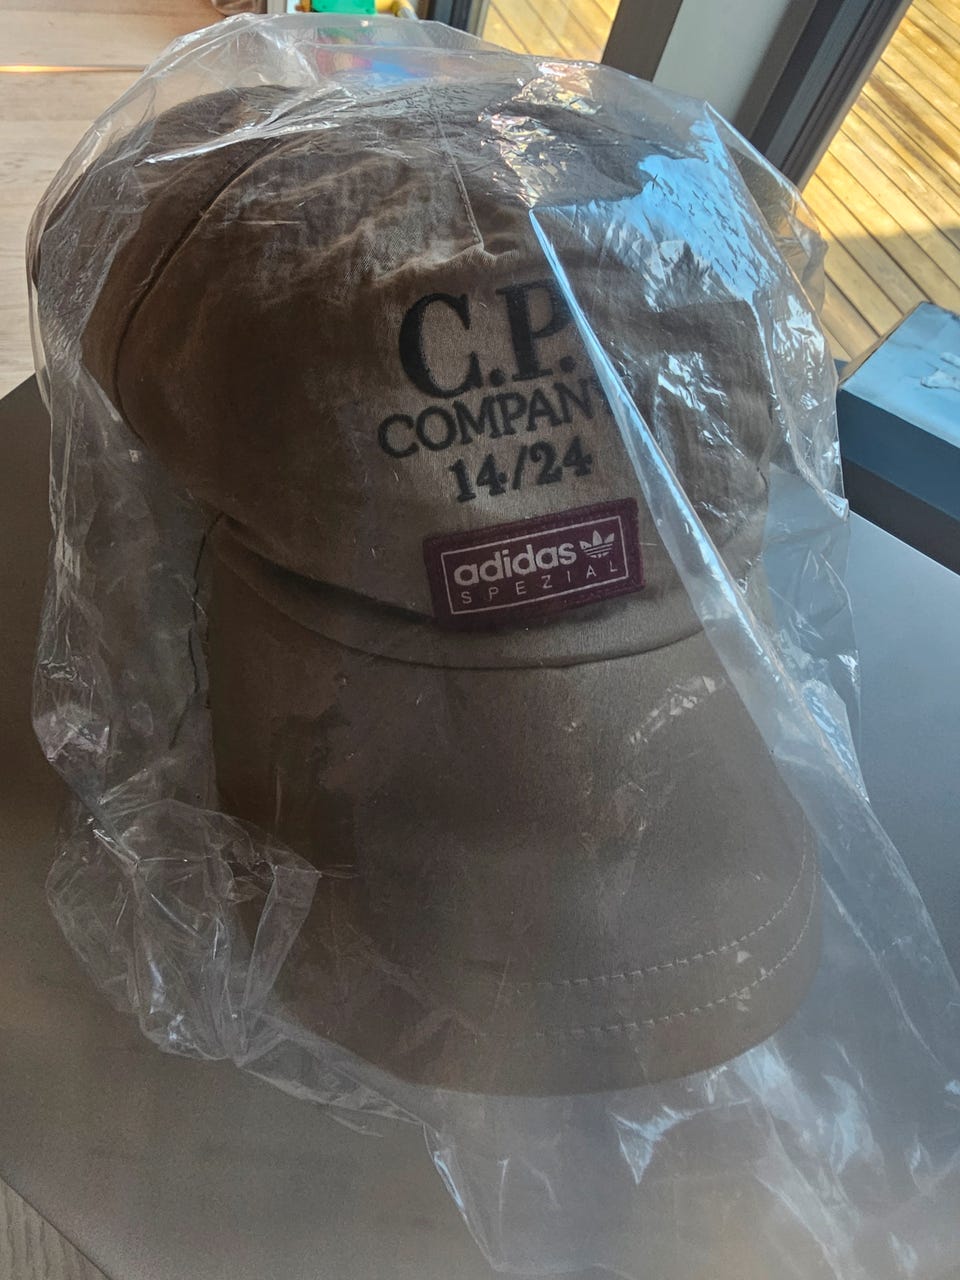 C.P.
COMPANY
14/24
adidas
SPEZIAL